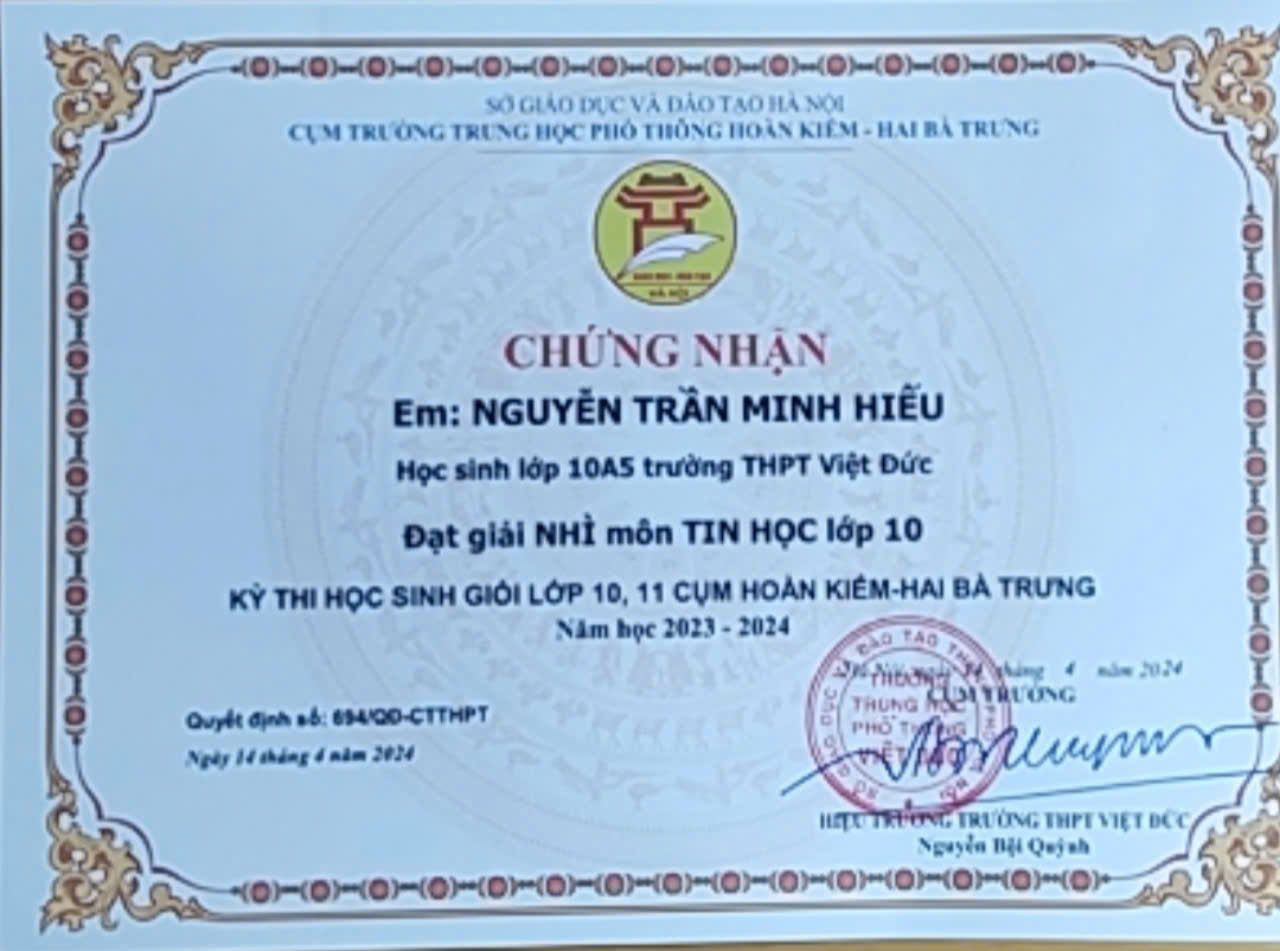 SỞ GIÁO DỤC VÀ ĐÀO TẠO HÀ NỘI
CỤM TRƯỜNG TRUNG HỌC PHỔ THÔNG HOÀN KIẾM - HAI BÀ TRƯNG
HÀ NỘI
CHỨNG NHẬN
Em: NGUYỄN TRẦN MINH HIẾU
Học sinh lớp 10A5 trường THPT Việt Đức
Đạt giải NHÌ môn TIN HỌC lớp 10
KỲ THI HỌC SINH GIỎI LỚP 10, 11 CỤM HOÀN KIẾM-HAI BÀ TRƯNG
Năm học 2023 - 2024
Hà Nội, ngày 14 tháng 4 năm 2024
CỤM TRƯỞNG
Quyết định số: 694/QĐ-CTTHPT
Ngày 14 tháng 4 năm 2024
TRƯỜNG
TRUNG HỌC
PHỔ THÔNG
VIỆT ĐỨC
HIỆU TRƯỞNG TRƯỜNG THPT VIỆT ĐỨC
Nguyễn Bội Quỳnh